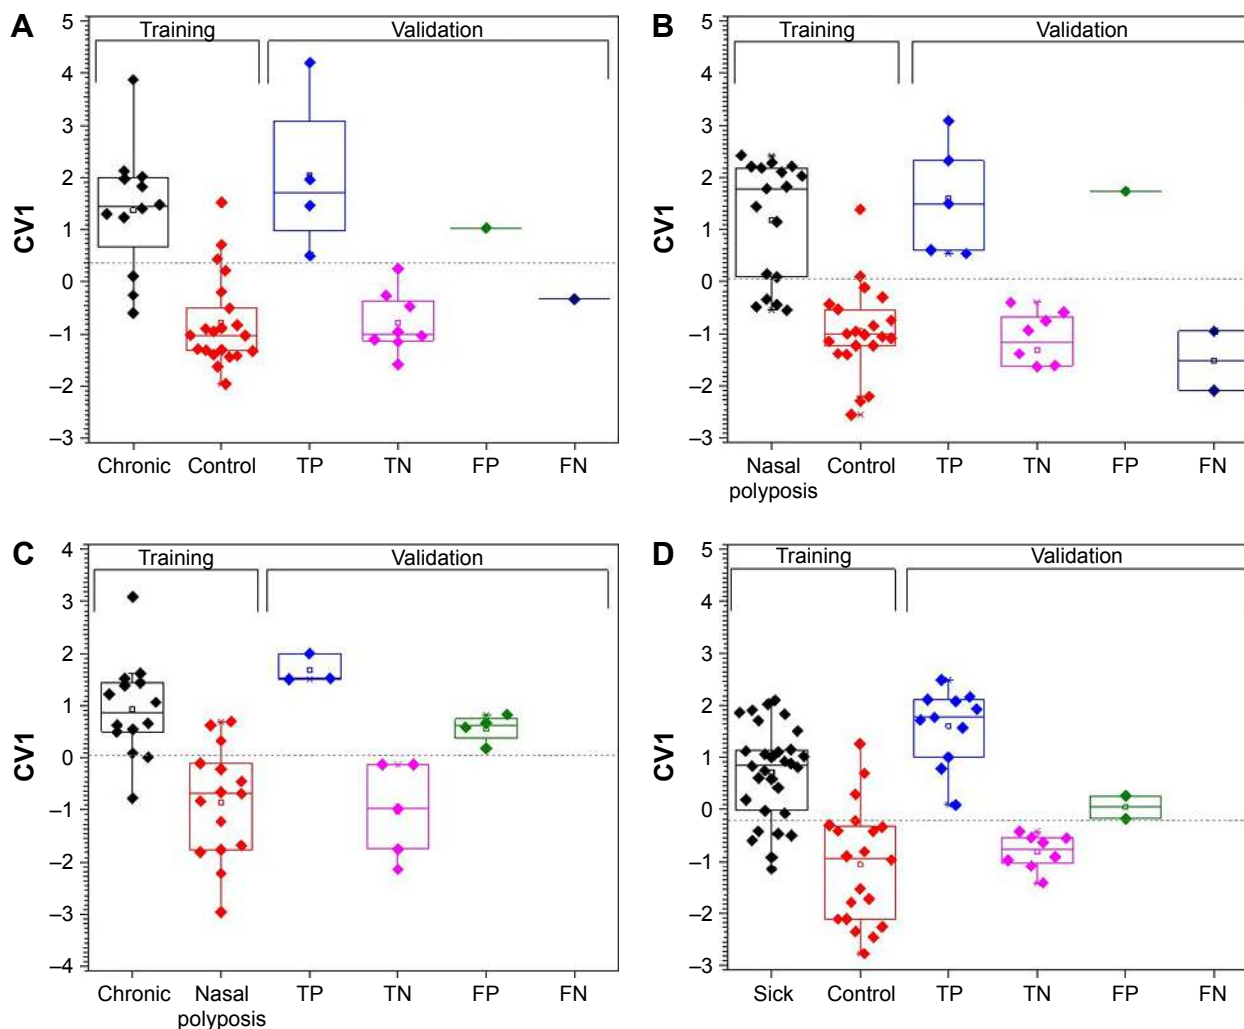 A
Training
Validation
CV1
5
4
3
2
1
0
–1
–2
–3
Chronic
Control
TP
TN
FP
FN
B
Training
Validation
CV1
5
4
3
2
1
0
–1
–2
–3
Nasal
polyposis
Control
TP
TN
FP
FN
C
Training
Validation
CV1
4
3
2
1
0
–1
–2
–3
–4
Chronic
Nasal
polyposis
TP
TN
FP
FN
D
Training
Validation
CV1
5
4
3
2
1
0
–1
–2
–3
Sick
Control
TP
TN
FP
FN